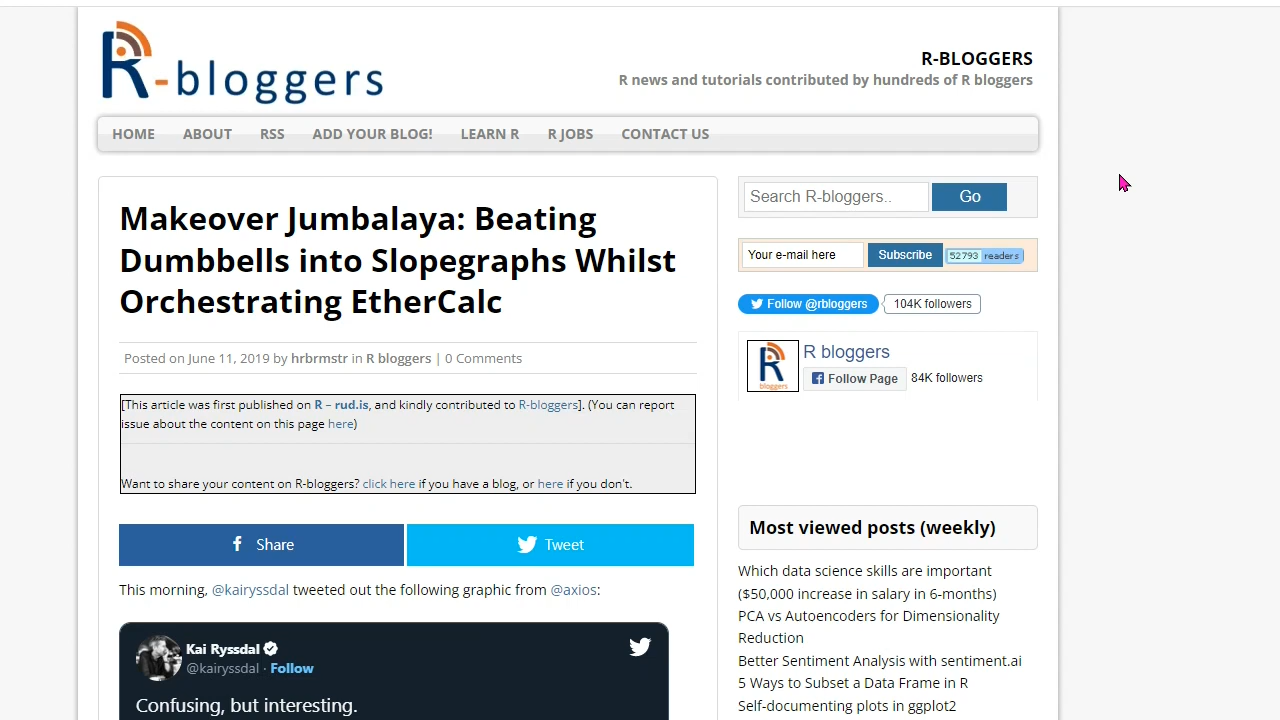 R-bloggers
R-BLOGGERS
R news and tutorials contributed by hundreds of R bloggers
HOME ABOUT RSS ADD YOUR BLOG! LEARN R R JOBS CONTACT US
Makeover Jumbalaya: Beating
Dumbbells into Slopegraphs Whilst
Orchestrating EtherCalc
Posted on June 11, 2019 by hrbrmstr in R bloggers | 0 Comments
[This article was first published on R – rud.is, and kindly contributed to R-bloggers]. (You can report
issue about the content on this page here)
Want to share your content on R-bloggers? click here if you have a blog, or here if you don't.
Share Tweet
This morning, @kairyssdal tweeted out the following graphic from @axios:
Kai Ryssdal
@kairyssdal · Follow
Confusing, but interesting.
Search R-bloggers.. Go
Your e-mail here Subscribe 52793 readers
Follow @rbloggers 104K followers
R bloggers
R bloggers
Follow Page 84K followers
Most viewed posts (weekly)
Which data science skills are important
($50,000 increase in salary in 6-months)
PCA vs Autoencoders for Dimensionality
Reduction
Better Sentiment Analysis with sentiment.ai
5 Ways to Subset a Data Frame in R
Self-documenting plots in ggplot2